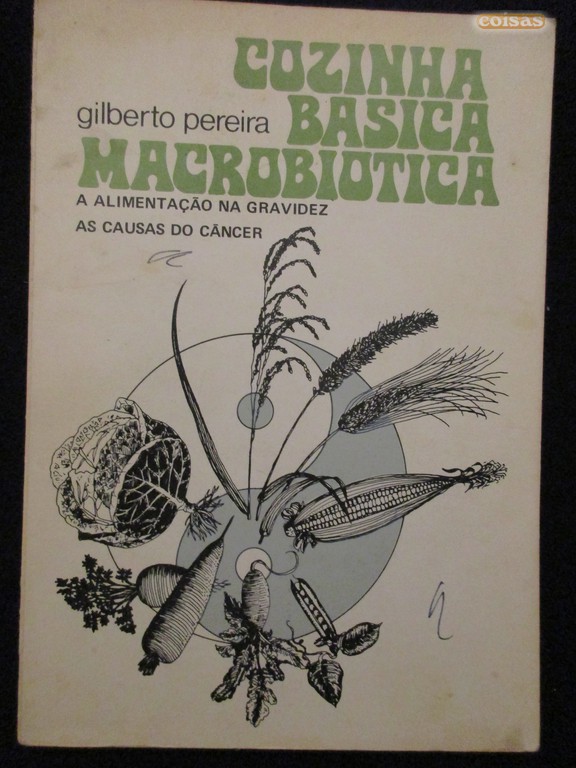 coisas
COZINHA
gilberto pereira BASICA
MACROBIOTICA
A ALIMENTAÇÃO NA GRAVIDEZ
AS CAUSAS DO CÂNCER